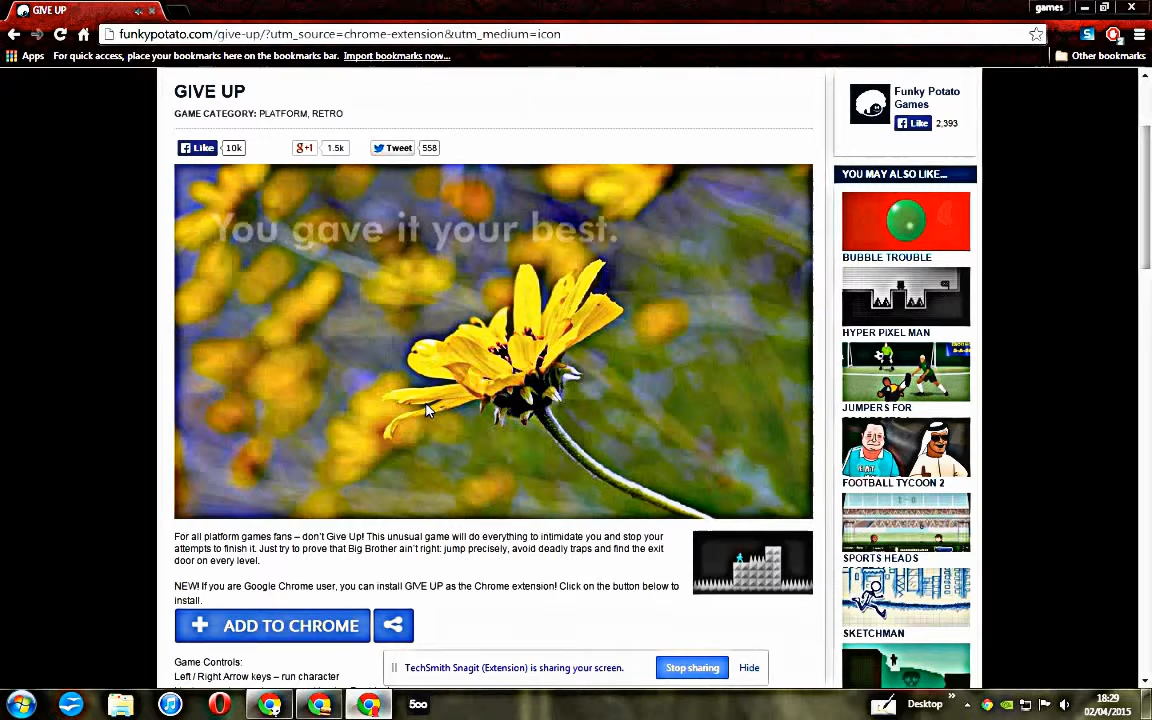 GIVE UP
games
funkypotato.com/give-up/?utm_source=chrome-extension&utm_medium=icon
Apps For quick access, place your bookmarks here on the bookmarks bar. Import bookmarks now... Other bookmarks
GIVE UP
GAME CATEGORY: PLATFORM, RETRO
Like 10k g+1 1.5k Tweet 558
You gave it your best.
For all platform games fans – don't Give Up! This unusual game will do everything to intimidate you and stop your
attempts to finish it. Just try to prove that Big Brother ain't right: jump precisely, avoid deadly traps and find the exit
door on every level.
NEW! If you are Google Chrome user, you can install GIVE UP as the Chrome extension! Click on the button below to
install.
+ ADD TO CHROME
Game Controls:
Left / Right Arrow keys – run character
Funky Potato
Games
Like 2,393
YOU MAY ALSO LIKE...
BUBBLE TROUBLE
HYPER PIXEL MAN
JUMPERS FOR
FOOTBALL TYCOON 2
SPORTS HEADS
SKETCHMAN
TechSmith Snagit (Extension) is sharing your screen. Stop sharing Hide
5oo
Desktop
18:29
02/04/2015